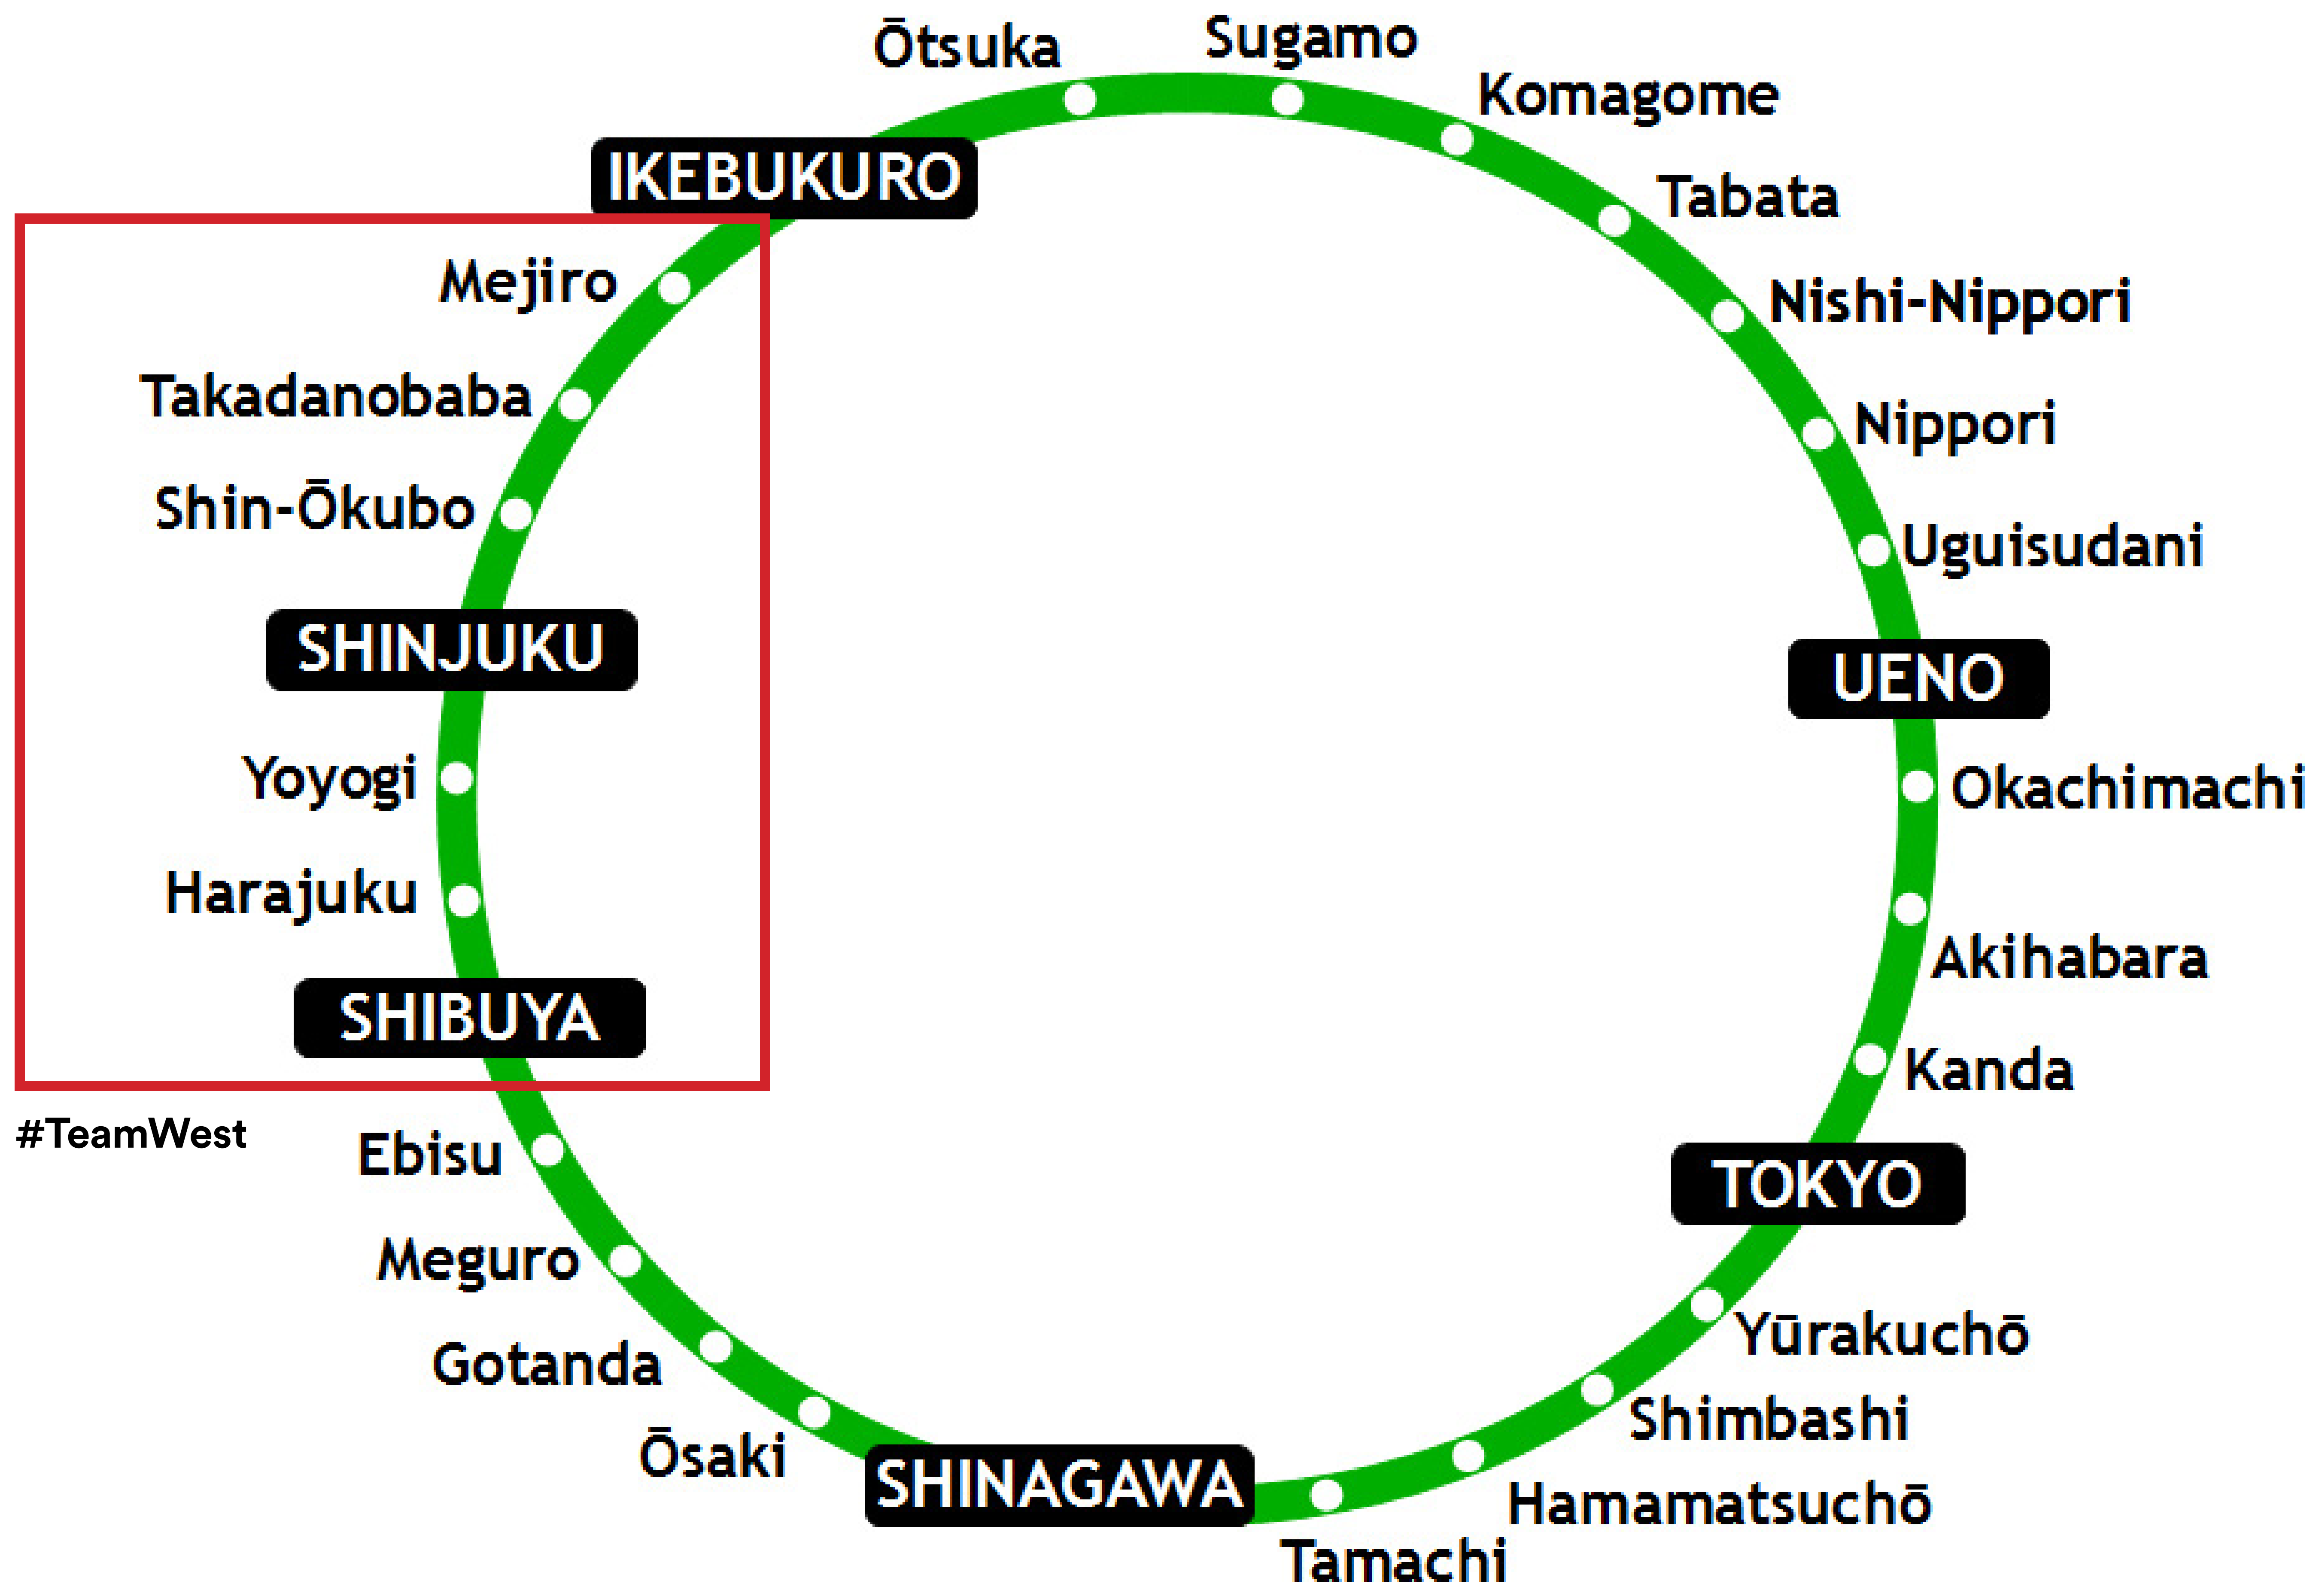 Ōtsuka
Sugamo
Komagome
IKEBUKURO
Tabata
Mejiro
Nishi-Nippori
Takadanobaba
Nippori
Shin-Ōkubo
Uguisudani
SHINJUKU
UENO
Yoyogi
Okachimachi
Harajuku
Akihabara
SHIBUYA
Kanda
#TeamWest
Ebisu
TOKYO
Meguro
Yūrakuchō
Gotanda
Shimbashi
Ōsaki
SHINAGAWA
Hamamatsuchō
Tamachi